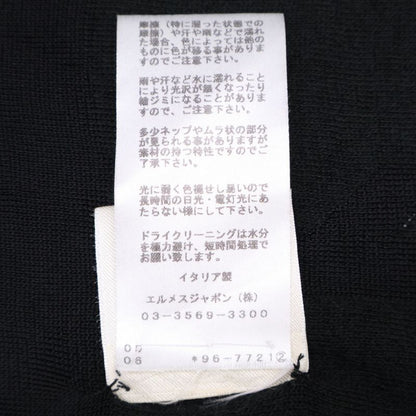 摩擦(特に湿った状態での
摩擦)や汗や雨などで濡れ
た場合、色によっては他の
ものに色が移る事がありま
すのでご注意下さい。
雨や汗など水に濡れること
により光沢が無くなったり
絵ジミになることがありま
すので、ご注意下さい。
多少ネップやムラ状の部分
が見られる事がありますが
素材の持つ特性ですのでご
了承下さい。
光に弱く色褪せし易いので
長時間の日光・電灯光にあ
たらない様にして下さい。
ドライクリーニングは水分
を極力避け、短時間処理で
お願いします。
イタリア製
エルメスジャポン(株)
03-3569-3300
05
06 *96-7721②